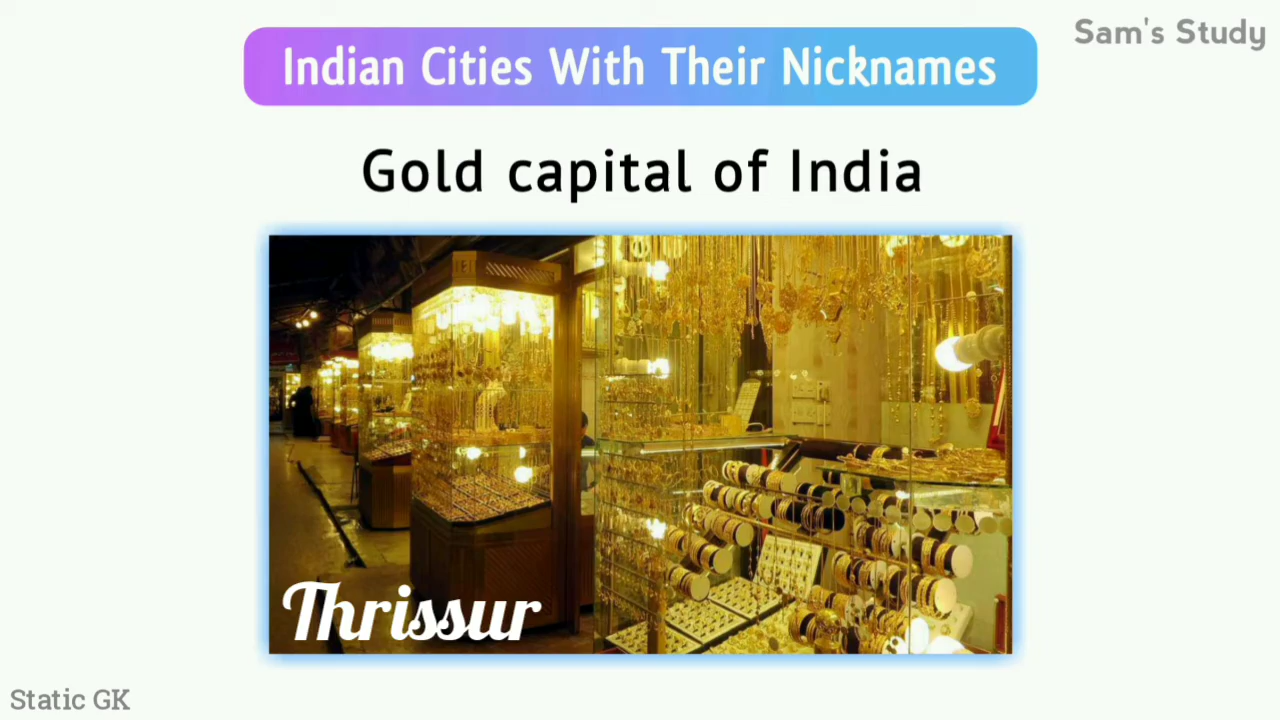 Sam's Study
Indian Cities With Their Nicknames
Gold capital of India
Thrissur
Static GK